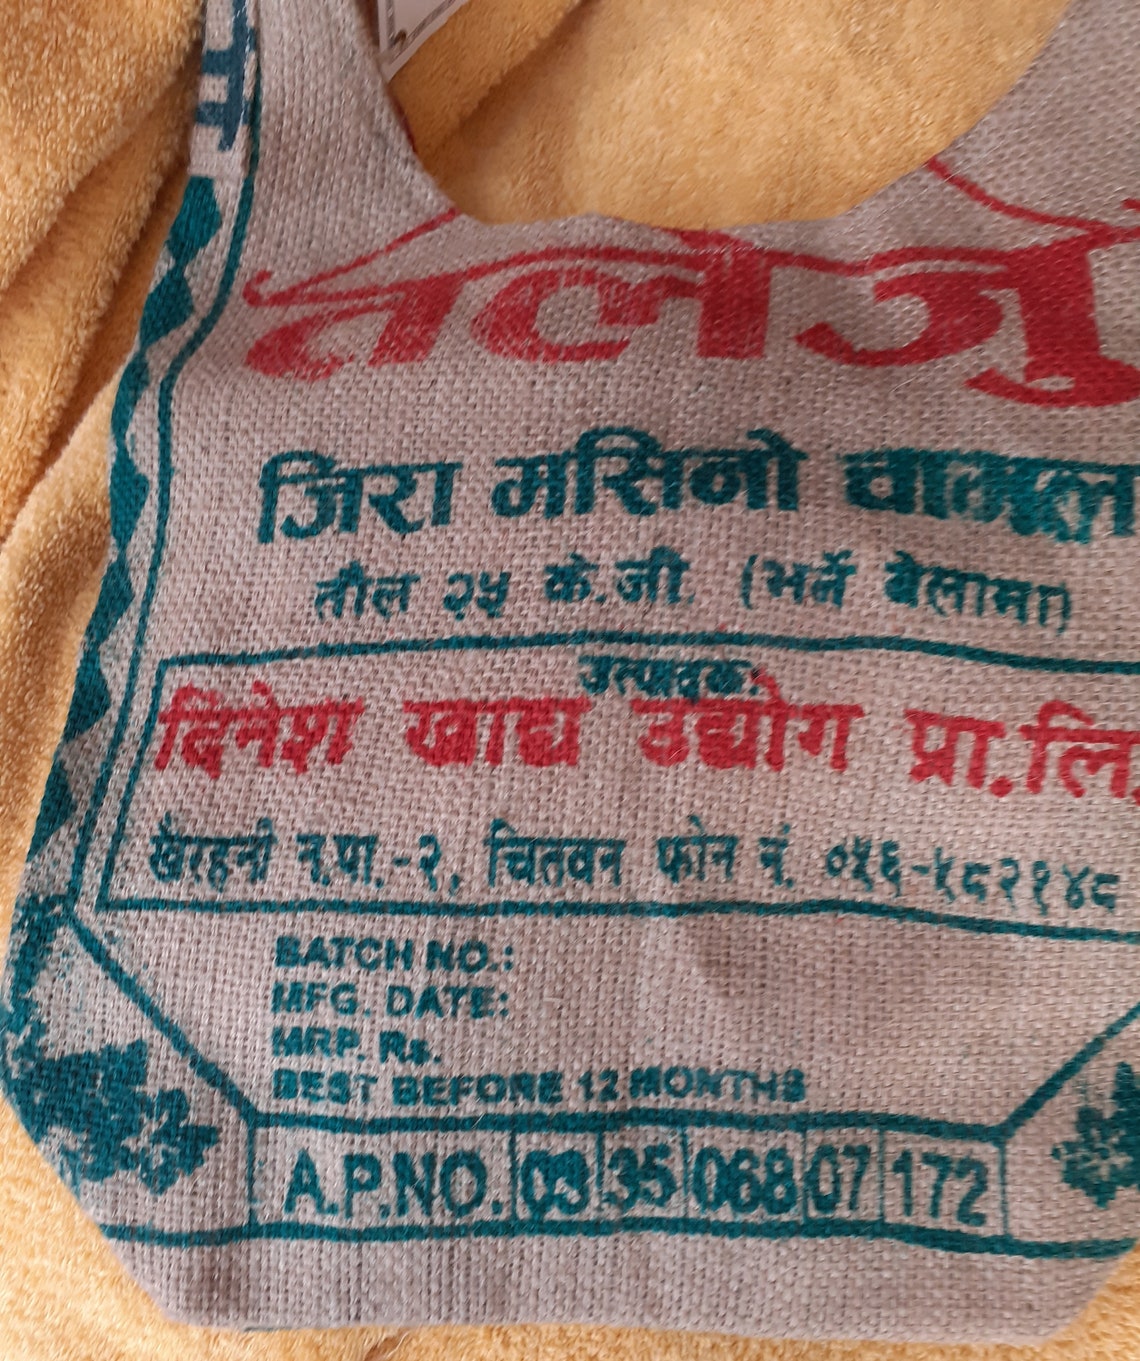 तलेजु
जिरा मसिनो चामल
तौल २५ के.जी. (भर्ने बेलामा)
उत्पादक:
दिनेश खाद्य उद्योग प्रा.लि.
खैरहनी न.पा.-२, चितवन फोन नं. ०५६-५८२१४८
BATCH NO.:
MFG. DATE:
MRP. Rs.
BEST BEFORE 12 MONTHS
A.P.NO. 03 35 068 07 172